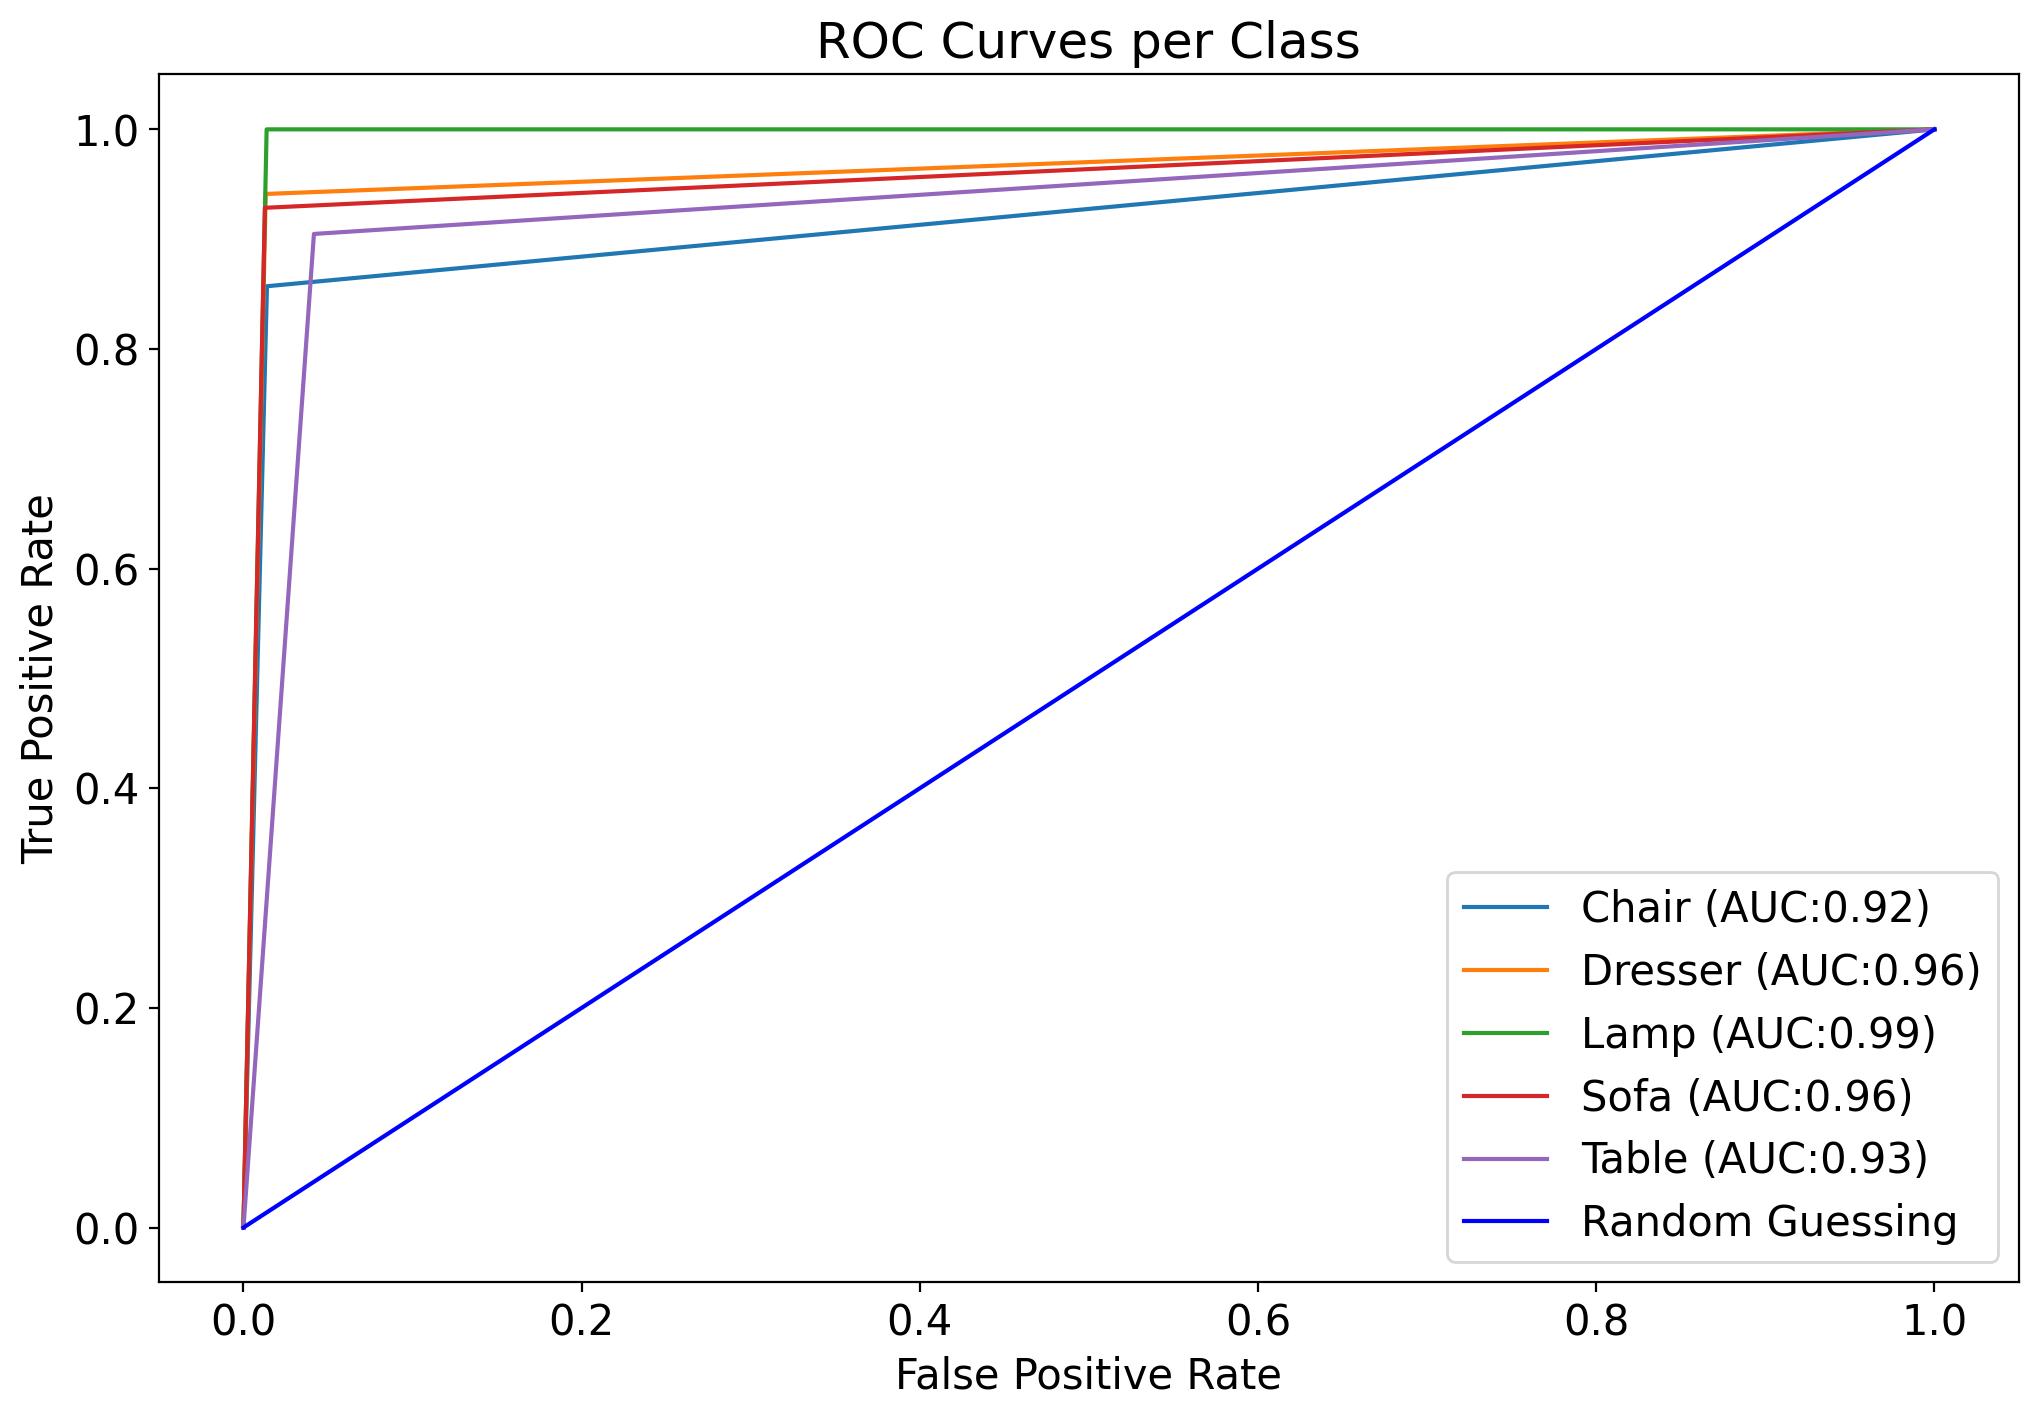 ROC Curves per Class
1.0
0.8
0.6
0.4
0.2
0.0
True Positive Rate
Chair (AUC:0.92)
Dresser (AUC:0.96)
Lamp (AUC:0.99)
Sofa (AUC:0.96)
Table (AUC:0.93)
Random Guessing
0.0 0.2 0.4 0.6 0.8 1.0
False Positive Rate